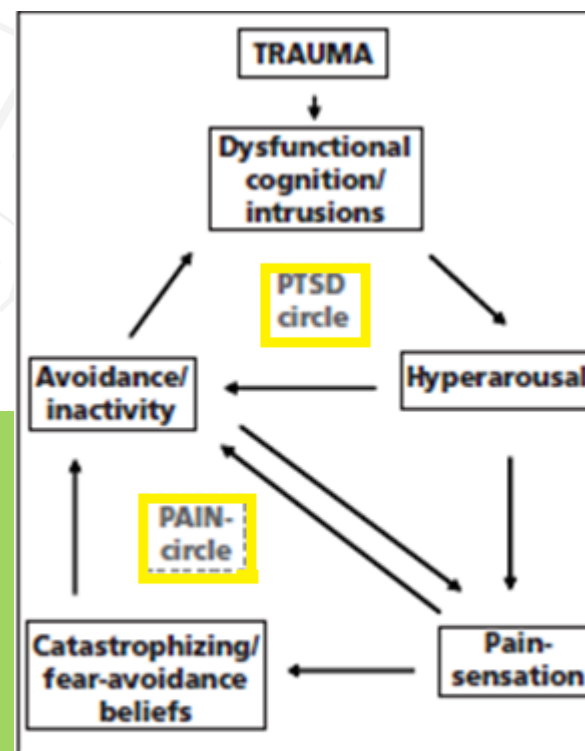 TRAUMA
Dysfunctional
cognition/
intrusions
PTSD
circle
Avoidance/
inactivity
Hyperarousal
PAIN-
circle
Catastrophizing/
fear-avoidance
beliefs
Pain-
sensation